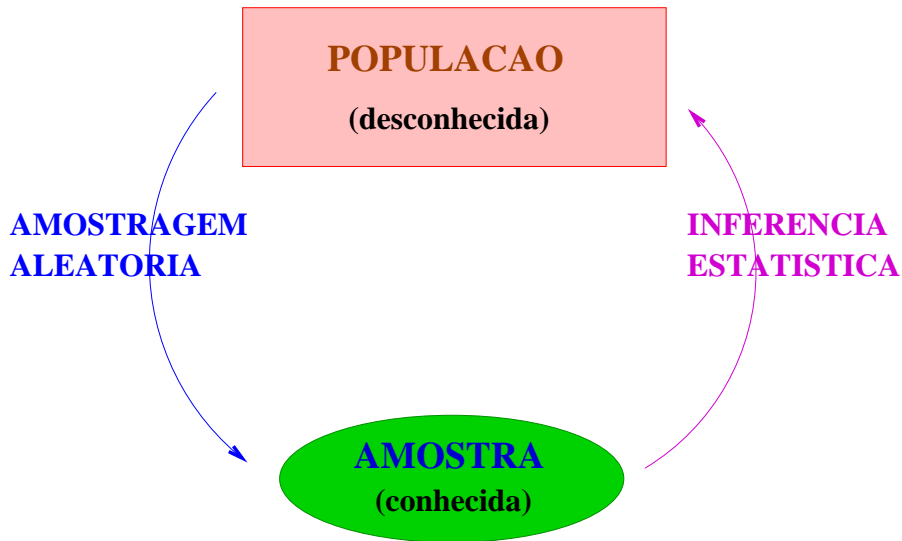 POPULACAO
(desconhecida)
AMOSTRAGEM
ALEATORIA
INFERENCIA
ESTATISTICA
AMOSTRA
(conhecida)